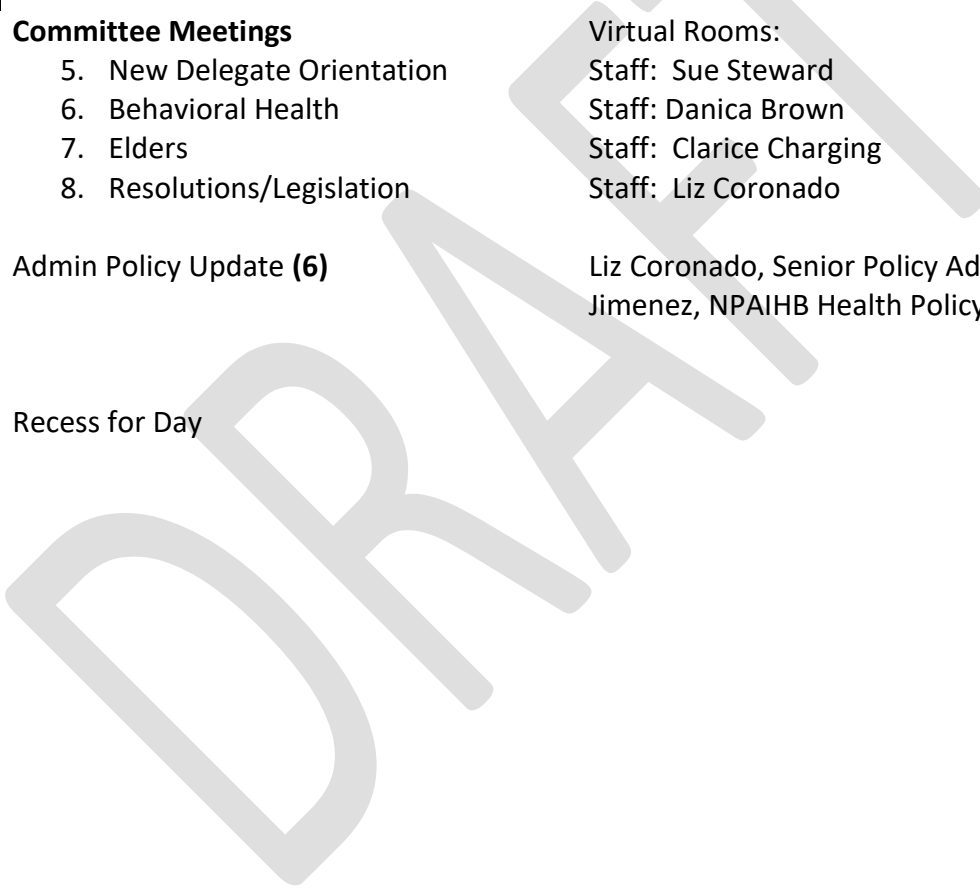 Committee Meetings Virtual Rooms:
5. New Delegate Orientation Staff: Sue Steward
6. Behavioral Health Staff: Danica Brown
7. Elders Staff: Clarice Charging
8. Resolutions/Legislation Staff: Liz Coronado
Admin Policy Update (6) Liz Coronado, Senior Policy Ad
Jimenez, NPAIHB Health Policy
Recess for Day
DRAFT